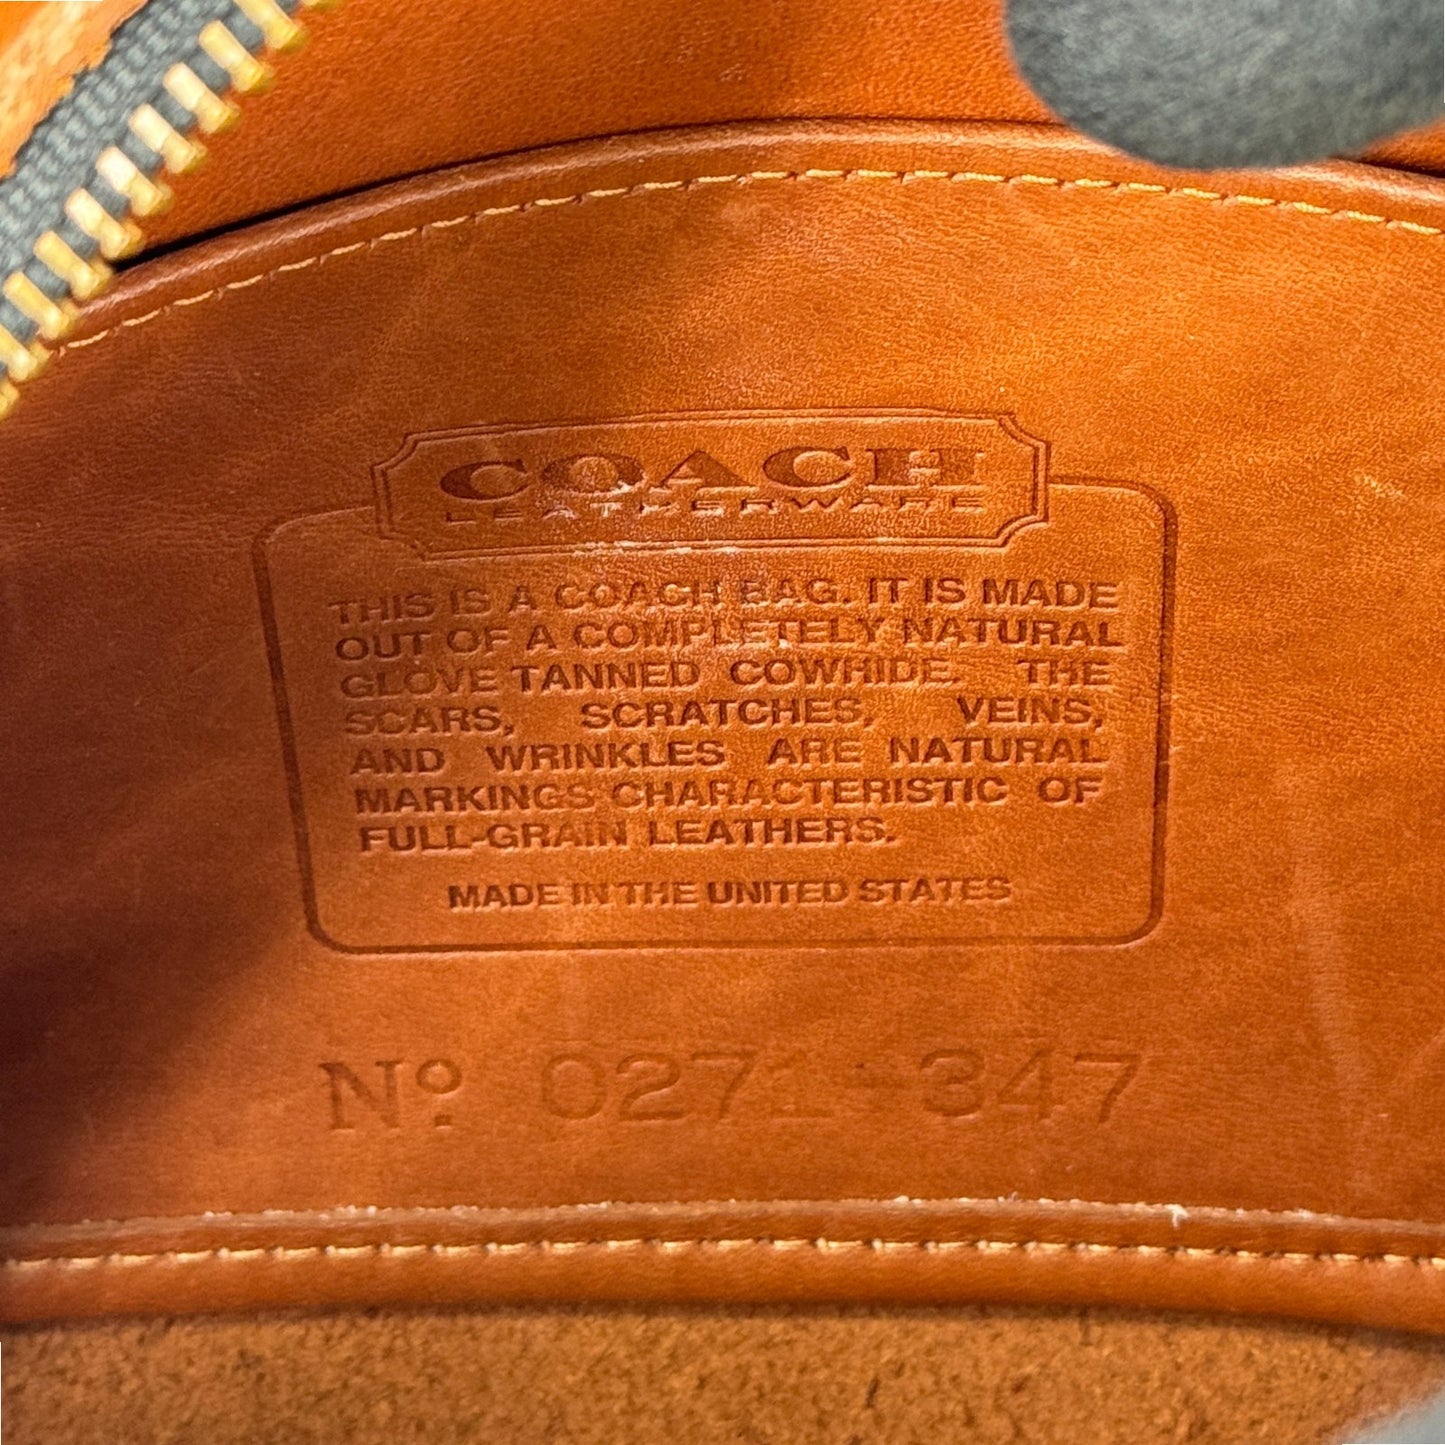 COACH
LEATHERWARE
THIS IS A COACH BAG. IT IS MADE
OUT OF A COMPLETELY NATURAL
GLOVE TANNED COWHIDE. THE
SCARS, SCRATCHES, VEINS,
AND WRINKLES ARE NATURAL
MARKINGS CHARACTERISTIC OF
FULL-GRAIN LEATHERS.
MADE IN THE UNITED STATES
Nº. 0271-347